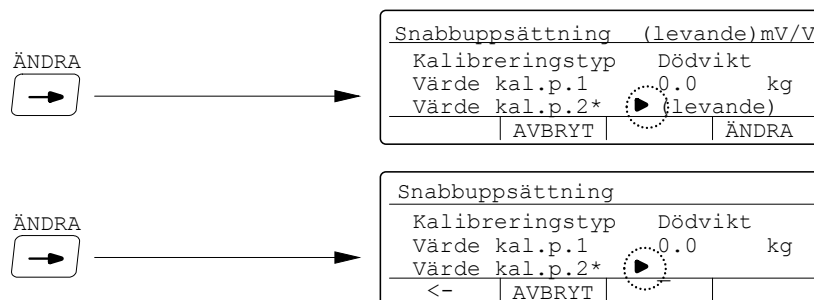 Snabbuppsättning (levande)mV/V
ÄNDRA
Kalibreringstyp Dödvikt
Värde kal.p.1 0.0 kg
Värde kal.p.2* (levande)
AVBRYT ÄNDRA
Snabbuppsättning
ÄNDRA
Kalibreringstyp Dödvikt
Värde kal.p.1 0.0 kg
Värde kal.p.2* _
<- AVBRYT